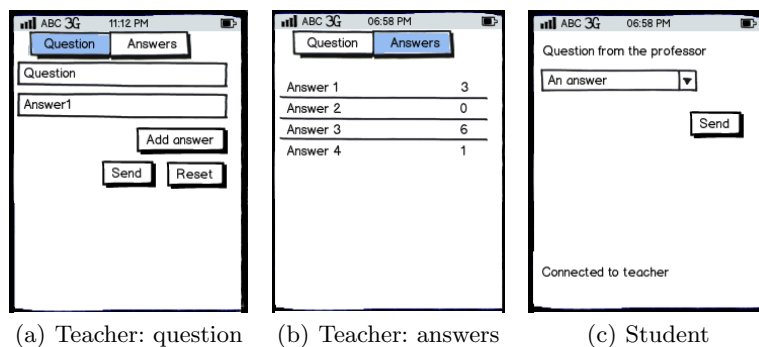 ABC 3G 11:12 PM
Question Answers
Question
Answer1
Add answer
Send Reset
(a) Teacher: question
ABC 3G 06:58 PM
Question Answers
Answer 1 3
Answer 2 0
Answer 3 6
Answer 4 1
(b) Teacher: answers
ABC 3G 06:58 PM
Question from the professor
An answer
Send
Connected to teacher
(c) Student